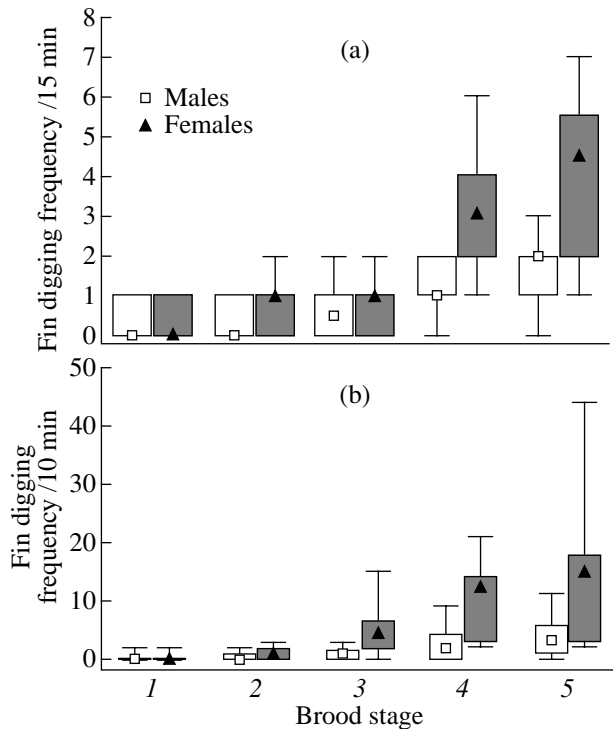 Fin digging frequency /15 min
8
7
6
5
4
3
2
1
0
(a)
Males
Females
Fin digging
frequency /10 min
50
40
30
20
10
0
(b)
1 2 3 4 5
Brood stage